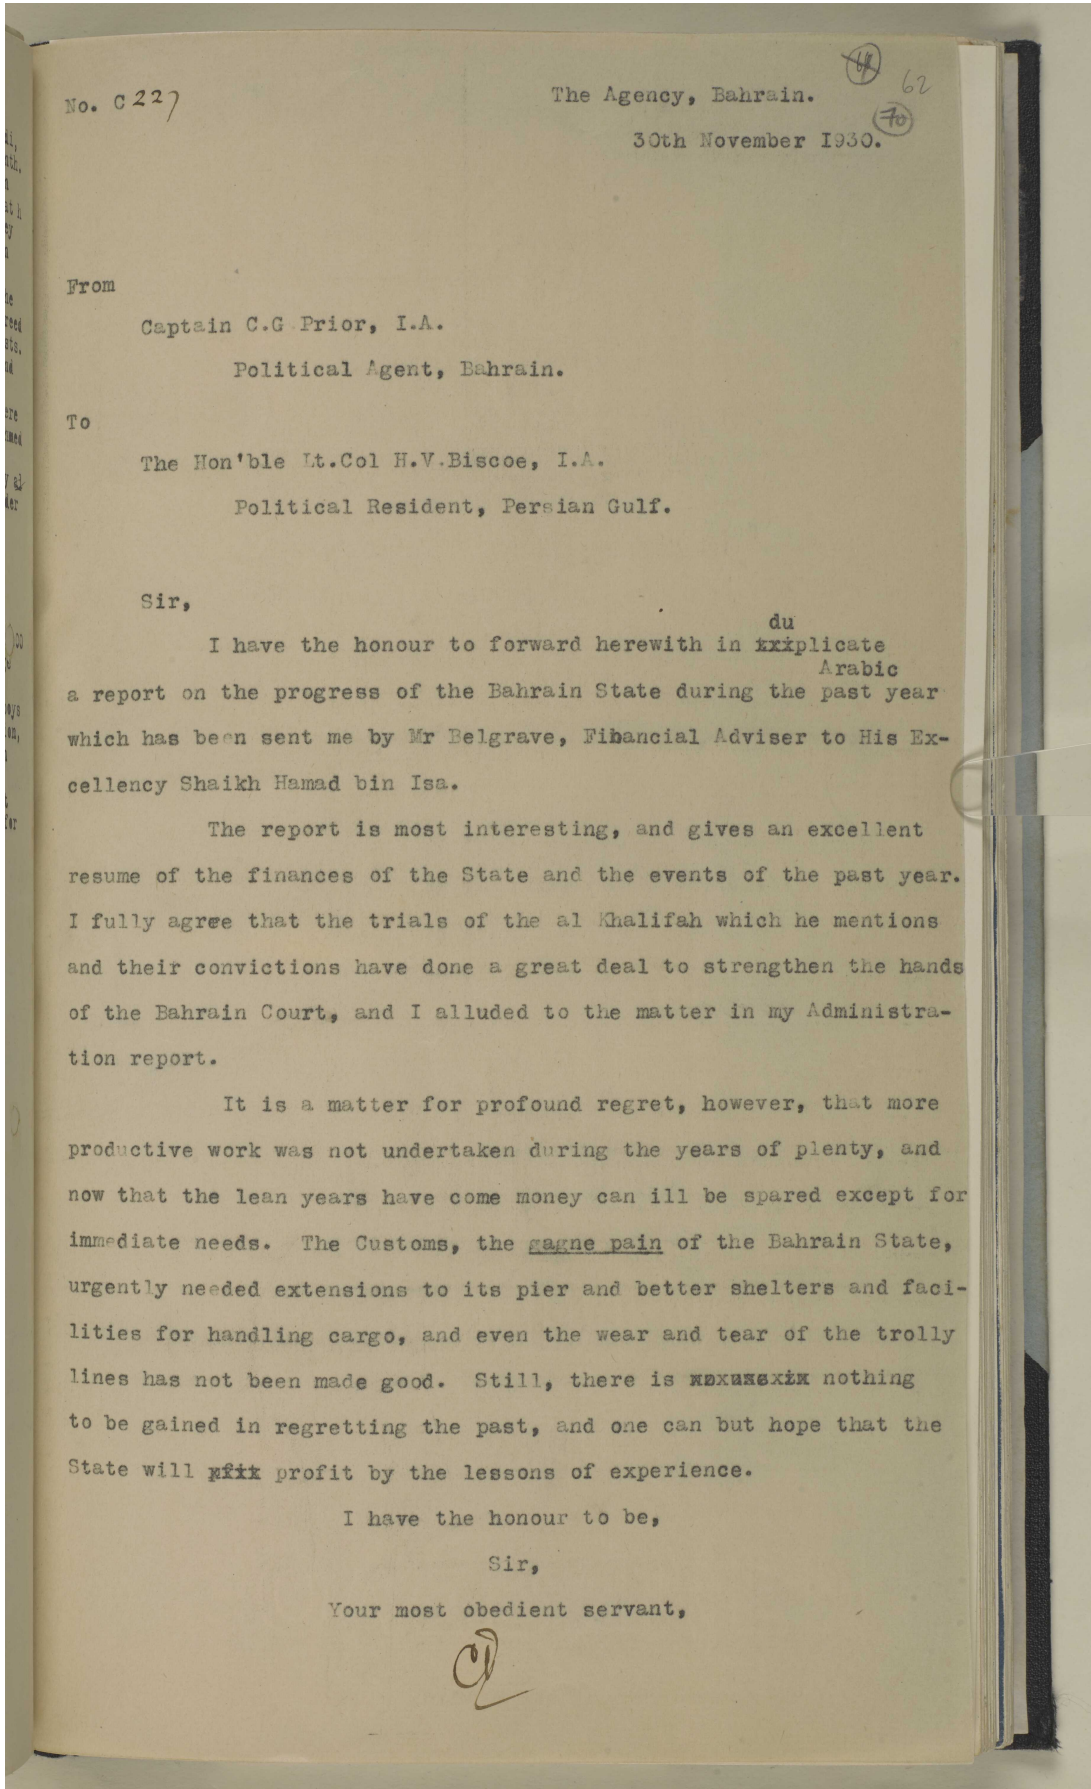 No. C 227
The Agency, Bahrain.
62
70
30th November I930.
From
Captain C.G.Prior, I.A.
Political Agent, Bahrain.
To
The Hon'ble Lt.Col H.V.Biscoe, I.A.
Political Resident, Persian Gulf.
Sir,
du
I have the honour to forward herewith in xxiplicate
Arabic
a report on the progress of the Bahrain State during the past year
which has been sent me by Mr Belgrave, Fibancial Adviser to His Ex-
cellency Shaikh Hamad bin Isa.
The report is most interesting, and gives an excellent
resume of the finances of the State and the events of the past year.
I fully agree that the trials of the al Khalifah which he mentions
and their convictions have done a great deal to strengthen the hands
of the Bahrain Court, and I alluded to the matter in my Administra-
tion report.
It is a matter for profound regret, however, that more
productive work was not undertaken during the years of plenty, and
now that the lean years have come money can ill be spared except for
immediate needs. The Customs, the gagne pain of the Bahrain State,
urgently needed extensions to its pier and better shelters and faci-
lities for handling cargo, and even the wear and tear of the trolly
lines has not been made good. Still, there is nothing
to be gained in regretting the past, and one can but hope that the
State will profit by the lessons of experience.
I have the honour to be,
Sir,
Your most obedient servant,